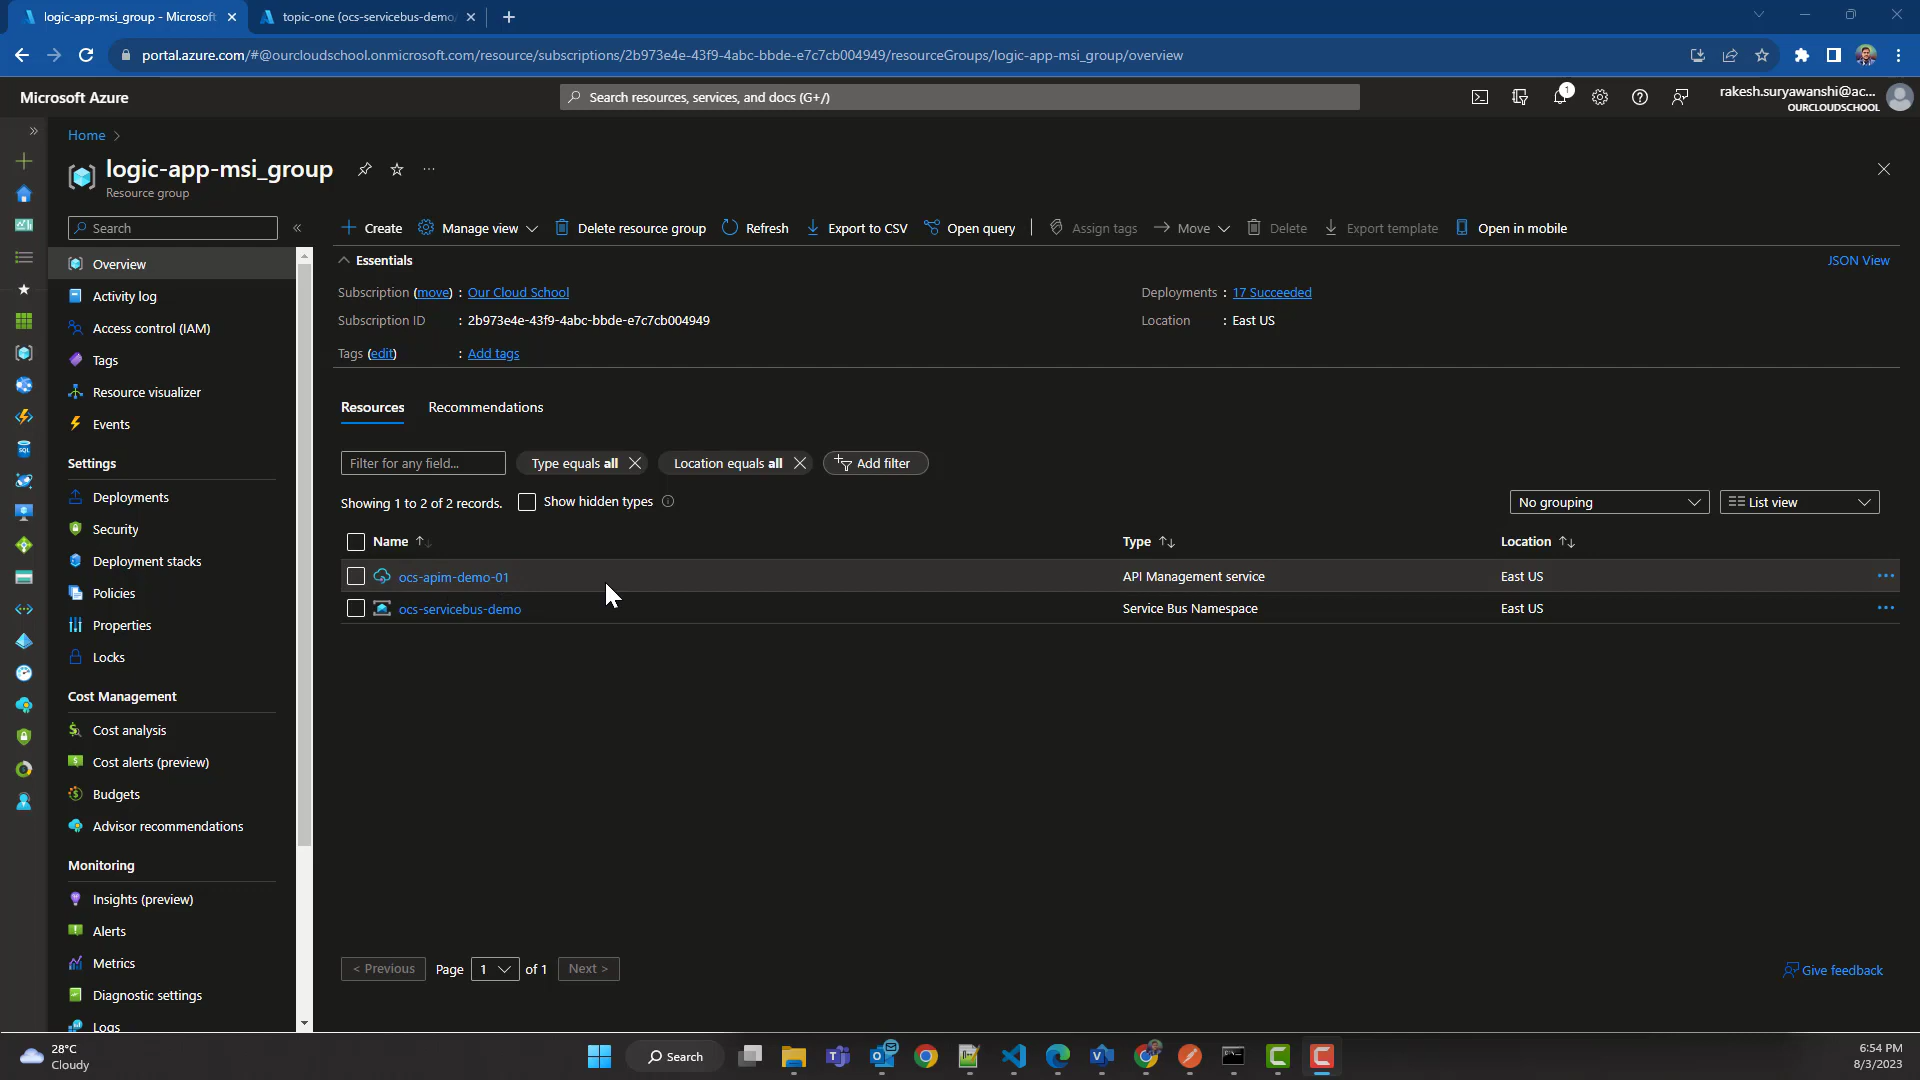 logic-app-msi_group - Microsoft
topic-one (ocs-servicebus-demo/
portal.azure.com/#@ourcloudschool.onmicrosoft.com/resource/subscriptions/2b973e4e-43f9-4abc-bbde-e7c7cb004949/resourceGroups/logic-app-msi_group/overview
Microsoft Azure
Search resources, services, and docs (G+/)
1
rakesh.suryawanshi@ac...
OURCLOUDSCHOOL
Home
logic-app-msi_group
Resource group
Search
Create
Manage view
Delete resource group
Refresh
Export to CSV
Open query
Assign tags
Move
Delete
Export template
Open in mobile
Overview
Activity log
Access control (IAM)
Tags
Resource visualizer
Events
Settings
Deployments
Security
Deployment stacks
Policies
Properties
Locks
Cost Management
Cost analysis
Cost alerts (preview)
Budgets
Advisor recommendations
Monitoring
Insights (preview)
Alerts
Metrics
Diagnostic settings
Logs
Essentials
JSON View
Subscription (move) : Our Cloud School
Deployments : 17 Succeeded
Subscription ID : 2b973e4e-43f9-4abc-bbde-e7c7cb004949
Location : East US
Tags (edit) : Add tags
Resources
Recommendations
Filter for any field...
Type equals all
Location equals all
Add filter
Showing 1 to 2 of 2 records.
Show hidden types
No grouping
List view
Name
Type
Location
ocs-apim-demo-01
API Management service
East US
ocs-servicebus-demo
Service Bus Namespace
East US
< Previous
Page 1 of 1
Next >
Give feedback
28°C
Cloudy
Search
6:54 PM
8/3/2023